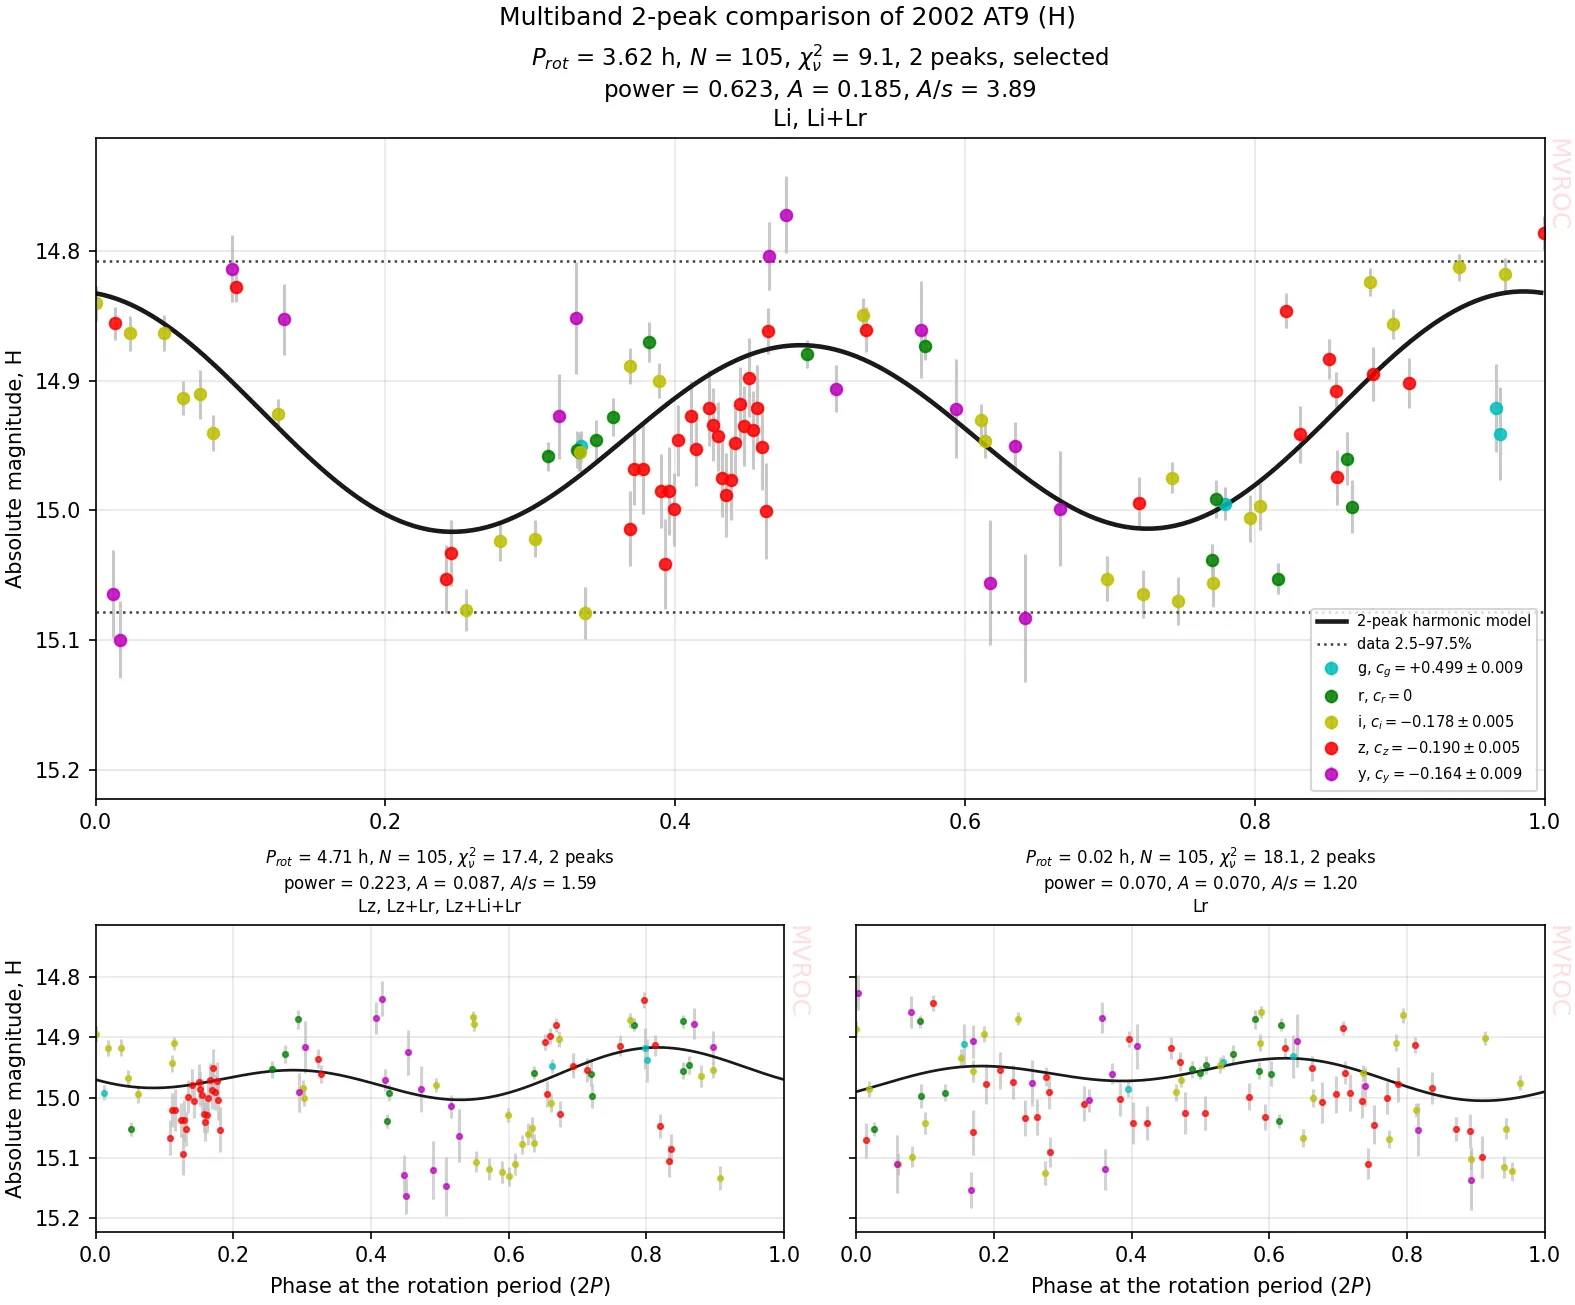 Multiband 2-peak comparison of 2002 AT9 (H)
P_rot = 3.62 h, N = 105, χ²_ν = 9.1, 2 peaks, selected
power = 0.623, A = 0.185, A/s = 3.89
Li, Li+Lr
MVROC
Absolute magnitude, H
14.8
14.9
15.0
15.1
15.2
2-peak harmonic model
data 2.5–97.5%
g, c_g = +0.499 ± 0.009
r, c_r = 0
i, c_i = −0.178 ± 0.005
z, c_z = −0.190 ± 0.005
y, c_y = −0.164 ± 0.009
0.0 0.2 0.4 0.6 0.8 1.0
P_rot = 4.71 h, N = 105, χ²_ν = 17.4, 2 peaks
power = 0.223, A = 0.087, A/s = 1.59
Lz, Lz+Lr, Lz+Li+Lr
MVROC
Absolute magnitude, H
14.8
14.9
15.0
15.1
15.2
0.0 0.2 0.4 0.6 0.8 1.0
Phase at the rotation period (2P)
P_rot = 0.02 h, N = 105, χ²_ν = 18.1, 2 peaks
power = 0.070, A = 0.070, A/s = 1.20
Lr
MVROC
0.0 0.2 0.4 0.6 0.8 1.0
Phase at the rotation period (2P)